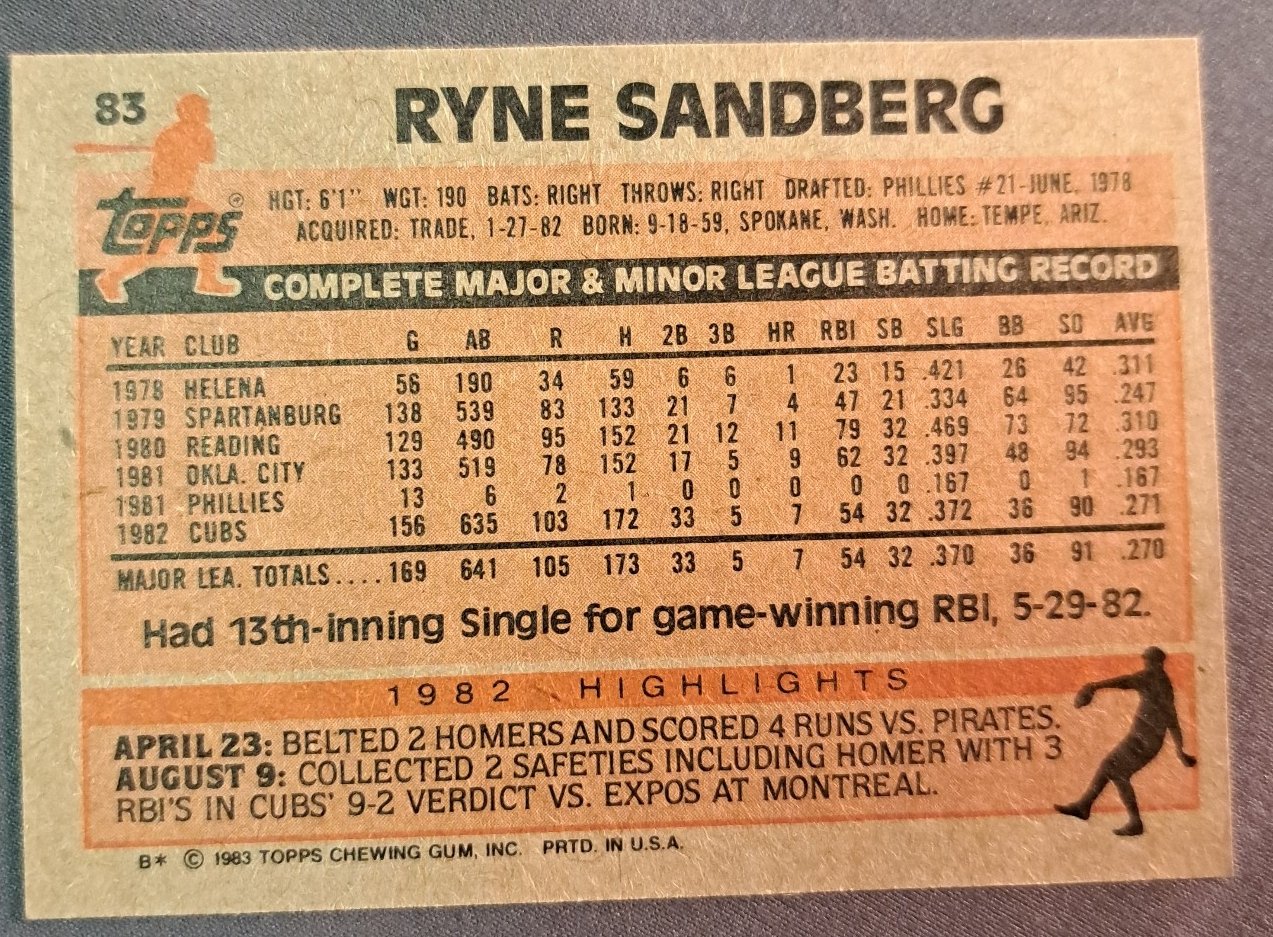 83
RYNE SANDBERG
TOPPS®
HGT: 6'1" WGT: 190 BATS: RIGHT THROWS: RIGHT DRAFTED: PHILLIES #21-JUNE, 1978
ACQUIRED: TRADE, 1-27-82 BORN: 9-18-59, SPOKANE, WASH. HOME: TEMPE, ARIZ.
COMPLETE MAJOR & MINOR LEAGUE BATTING RECORD
YEAR CLUB G AB R H 2B 3B HR RBI SB SLG BB SO AVG
1978 HELENA 56 190 34 59 6 6 1 23 15 .421 26 42 .311
1979 SPARTANBURG 138 539 83 133 21 7 4 47 21 .334 64 95 .247
1980 READING 129 490 95 152 21 12 11 79 32 .469 73 72 .310
1981 OKLA. CITY 133 519 78 152 17 5 9 62 32 .397 48 94 .293
1981 PHILLIES 13 6 2 1 0 0 0 0 0 .167 0 1 .167
1982 CUBS 156 635 103 172 33 5 7 54 32 .372 36 90 .271
MAJOR LEA. TOTALS.... 169 641 105 173 33 5 7 54 32 .370 36 91 .270
Had 13th-inning Single for game-winning RBI, 5-29-82.
1982 HIGHLIGHTS
APRIL 23: BELTED 2 HOMERS AND SCORED 4 RUNS VS. PIRATES.
AUGUST 9: COLLECTED 2 SAFETIES INCLUDING HOMER WITH 3
RBI'S IN CUBS' 9-2 VERDICT VS. EXPOS AT MONTREAL.
B* © 1983 TOPPS CHEWING GUM, INC. PRTD. IN U.S.A.